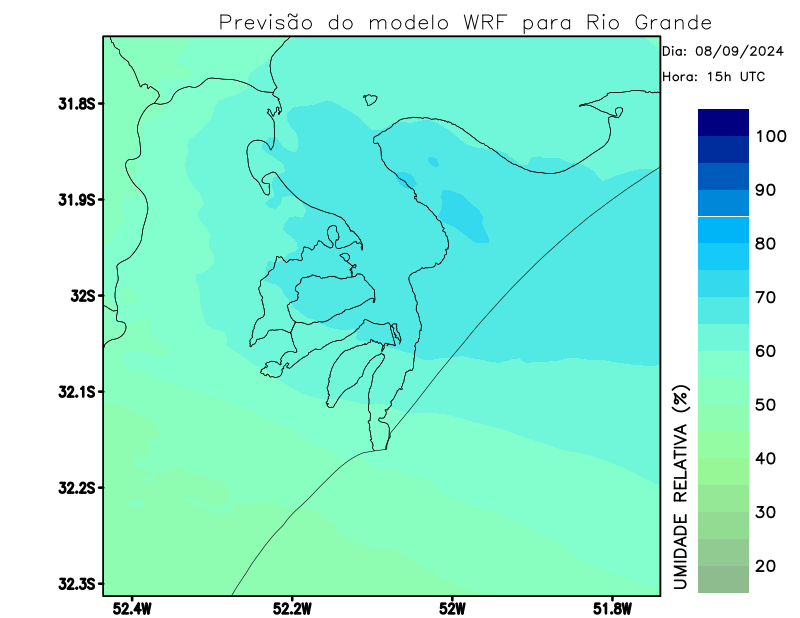 Previsão do modelo WRF para Rio Grande
Dia: 08/09/2024
Hora: 15h UTC
31.8S
31.9S
32S
32.1S
32.2S
32.3S
52.4W
52.2W
52W
51.8W
100
90
80
70
60
50
40
30
20
UMIDADE RELATIVA (%)